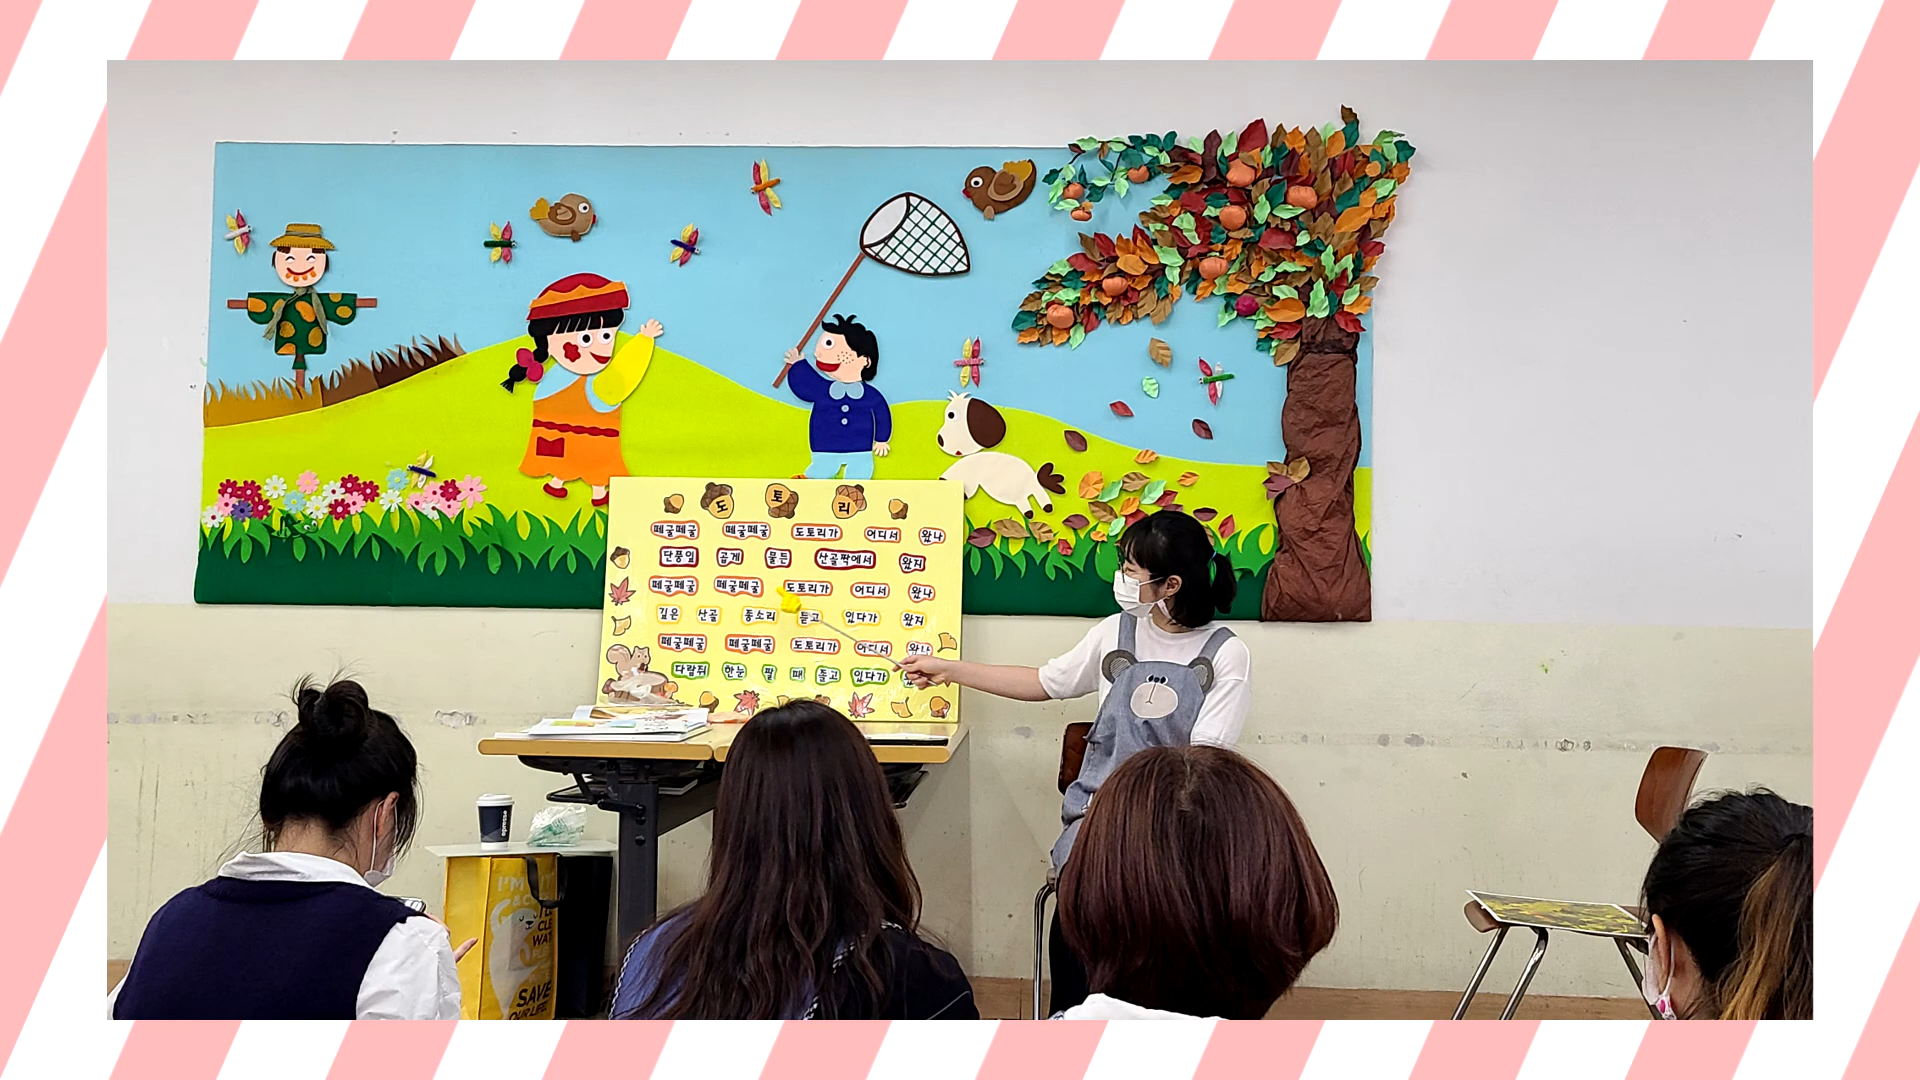 도토리
떼굴떼굴 떼굴떼굴 도토리가 어디서 왔나
단풍잎 곱게 물든 산골짝에서 왔지
떼굴떼굴 떼굴떼굴 도토리가 어디서 왔나
깊은 산골 종소리 듣고 있다가 왔지
떼굴떼굴 떼굴떼굴 도토리가 어디서 왔나
다람쥐 한눈 팔 때 졸고 있다가
I'M
SAVE
OUR LIFE